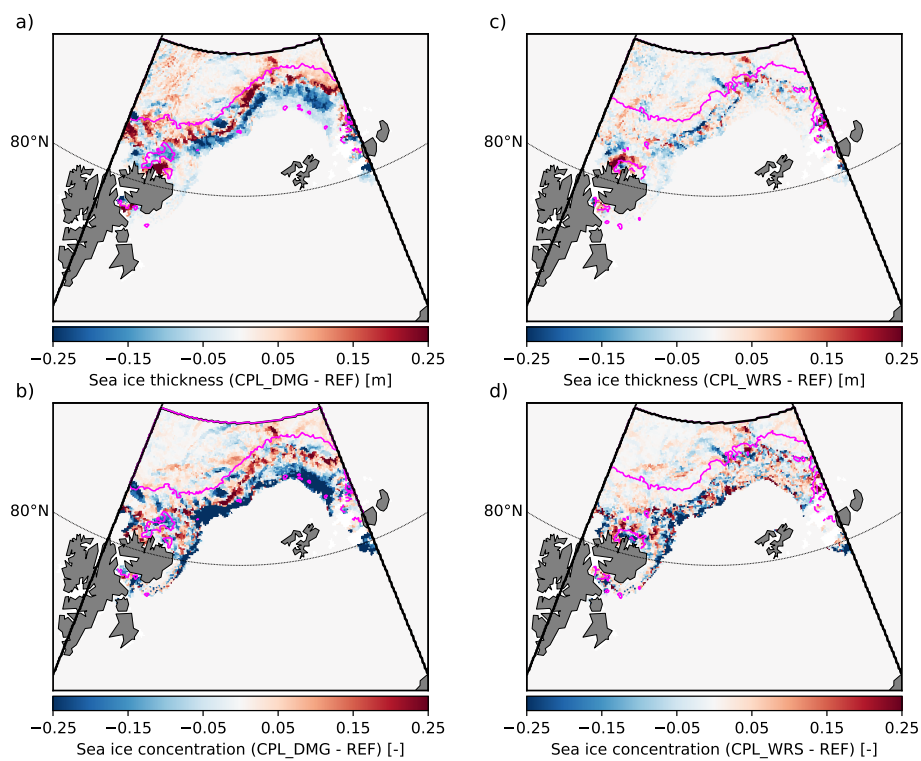 a)
c)
80°N
−0.25 −0.15 −0.05 0.05 0.15 0.25
−0.25 −0.15 −0.05 0.05 0.15 0.25
Sea ice thickness (CPL_DMG - REF) [m]
Sea ice thickness (CPL_WRS - REF) [m]
b)
d)
80°N
−0.25 −0.15 −0.05 0.05 0.15 0.25
−0.25 −0.15 −0.05 0.05 0.15 0.25
Sea ice concentration (CPL_DMG - REF) [-]
Sea ice concentration (CPL_WRS - REF) [-]